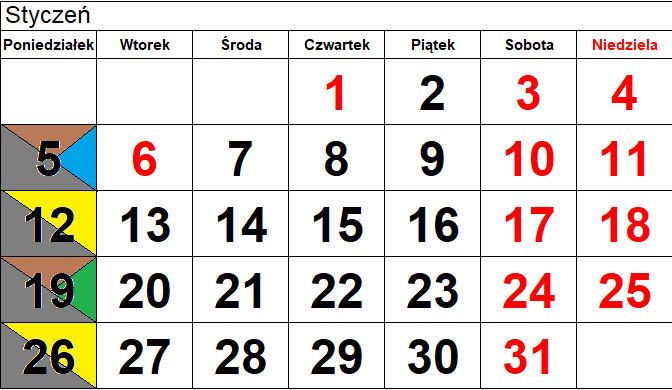 Styczeń
Poniedziałek Wtorek Środa Czwartek Piątek Sobota Niedziela
1 2 3 4
5 6 7 8 9 10 11
12 13 14 15 16 17 18
19 20 21 22 23 24 25
26 27 28 29 30 31